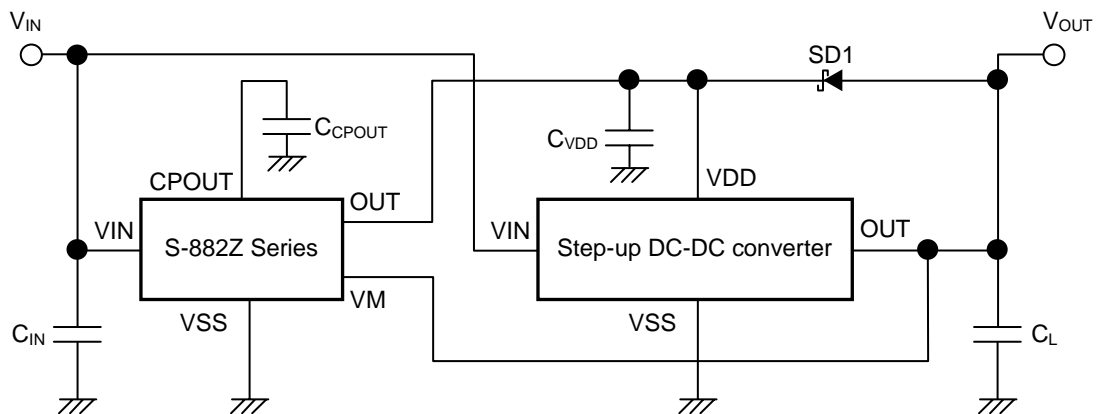 VIN
VOUT
SD1
CCPOUT
CVDD
CPOUT
VDD
OUT
OUT
VIN
S-882Z Series
VIN
Step-up DC-DC converter
VM
VSS
VSS
CIN
CL